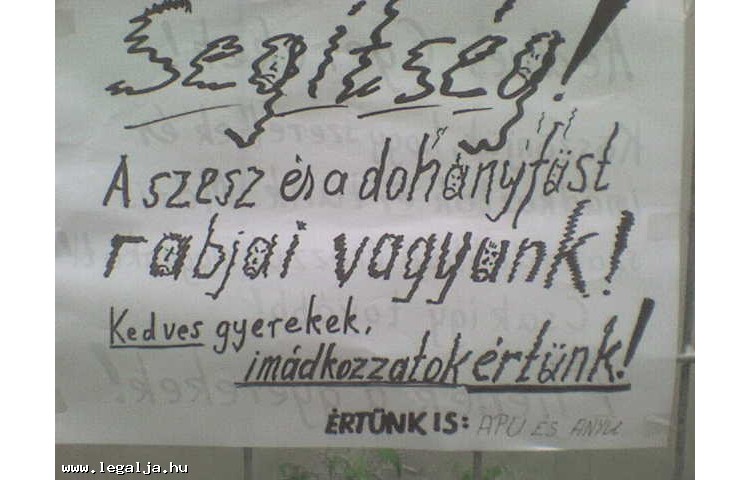 Segítség!
A szesz és a dohányfüst
rabjai vagyunk!
Kedves gyerekek,
imádkozzatok értünk!
ÉRTÜNK IS: APU ÉS ANYU
www.legalja.hu